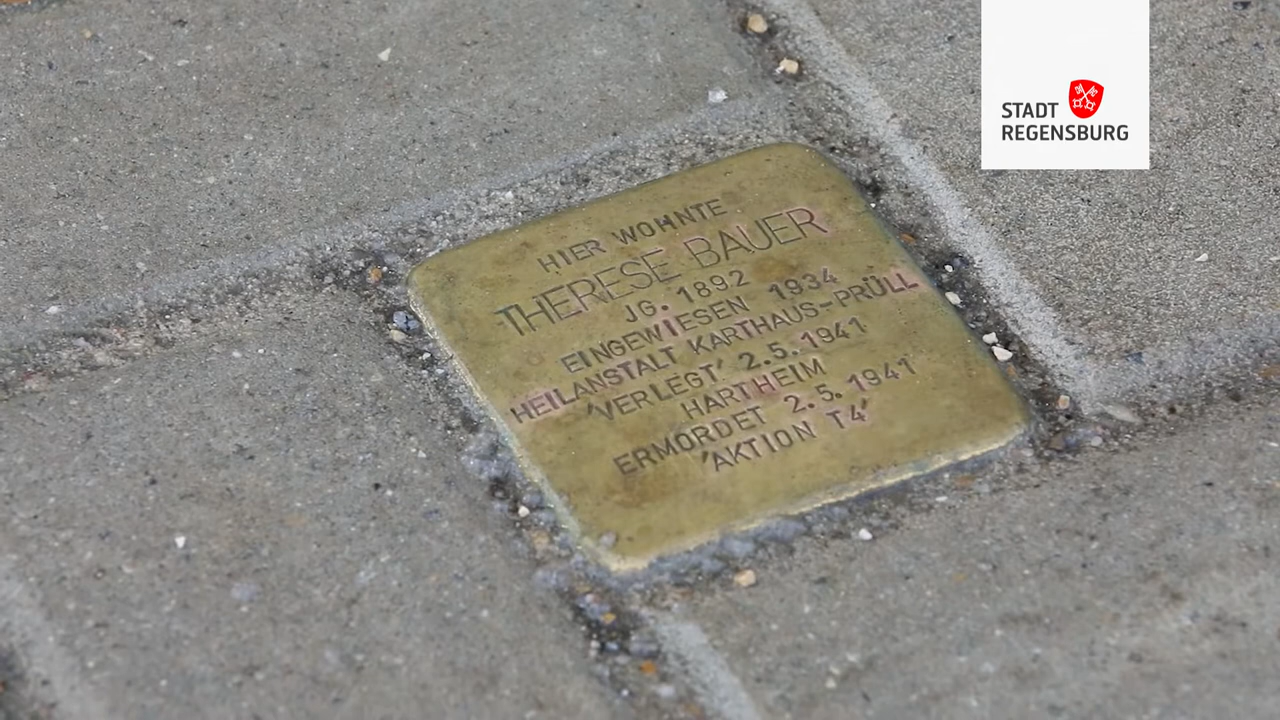 STADT
REGENSBURG
HIER WOHNTE
THERESE BAUER
JG. 1892
EINGEWIESEN 1934
HEILANSTALT KARTHAUS-PRÜLL
'VERLEGT' 2.5.1941
HARTHEIM
ERMORDET 2.5.1941
'AKTION T4'